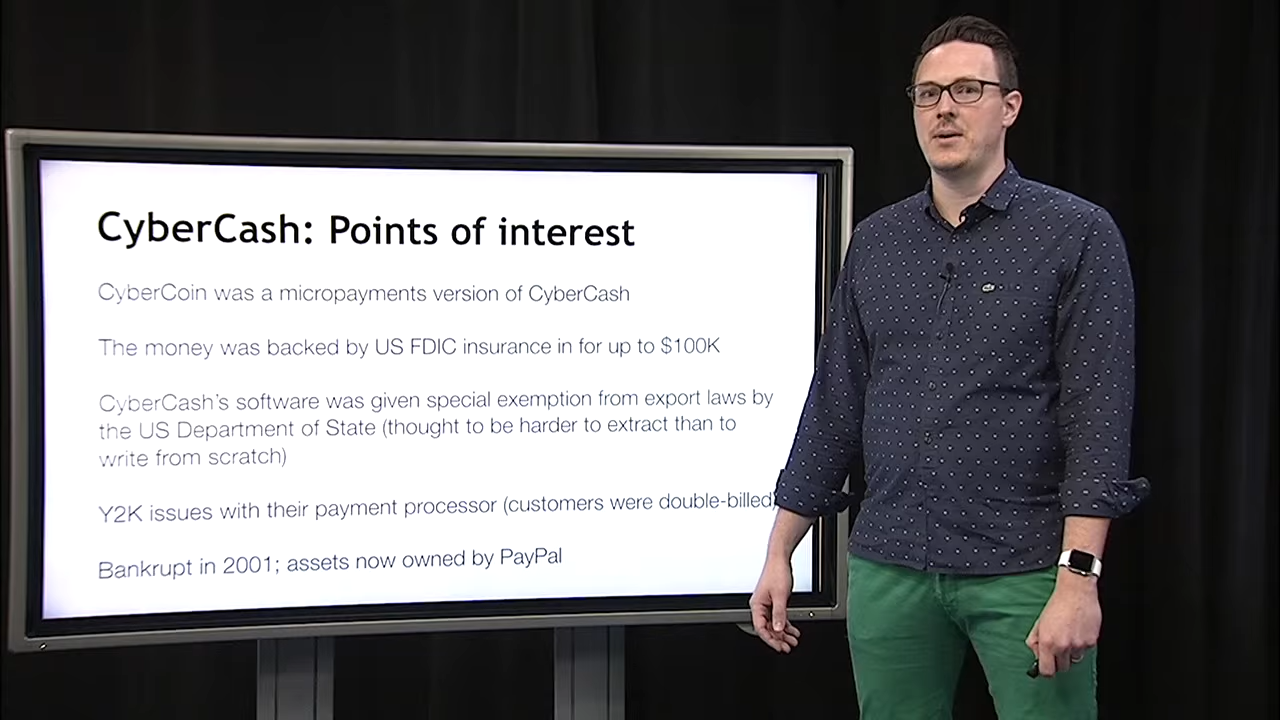 CyberCash: Points of interest
CyberCoin was a micropayments version of CyberCash
The money was backed by US FDIC insurance in for up to $100K
CyberCash's software was given special exemption from export laws by
the US Department of State (thought to be harder to extract than to
write from scratch)
Y2K issues with their payment processor (customers were double-billed)
Bankrupt in 2001; assets now owned by PayPal